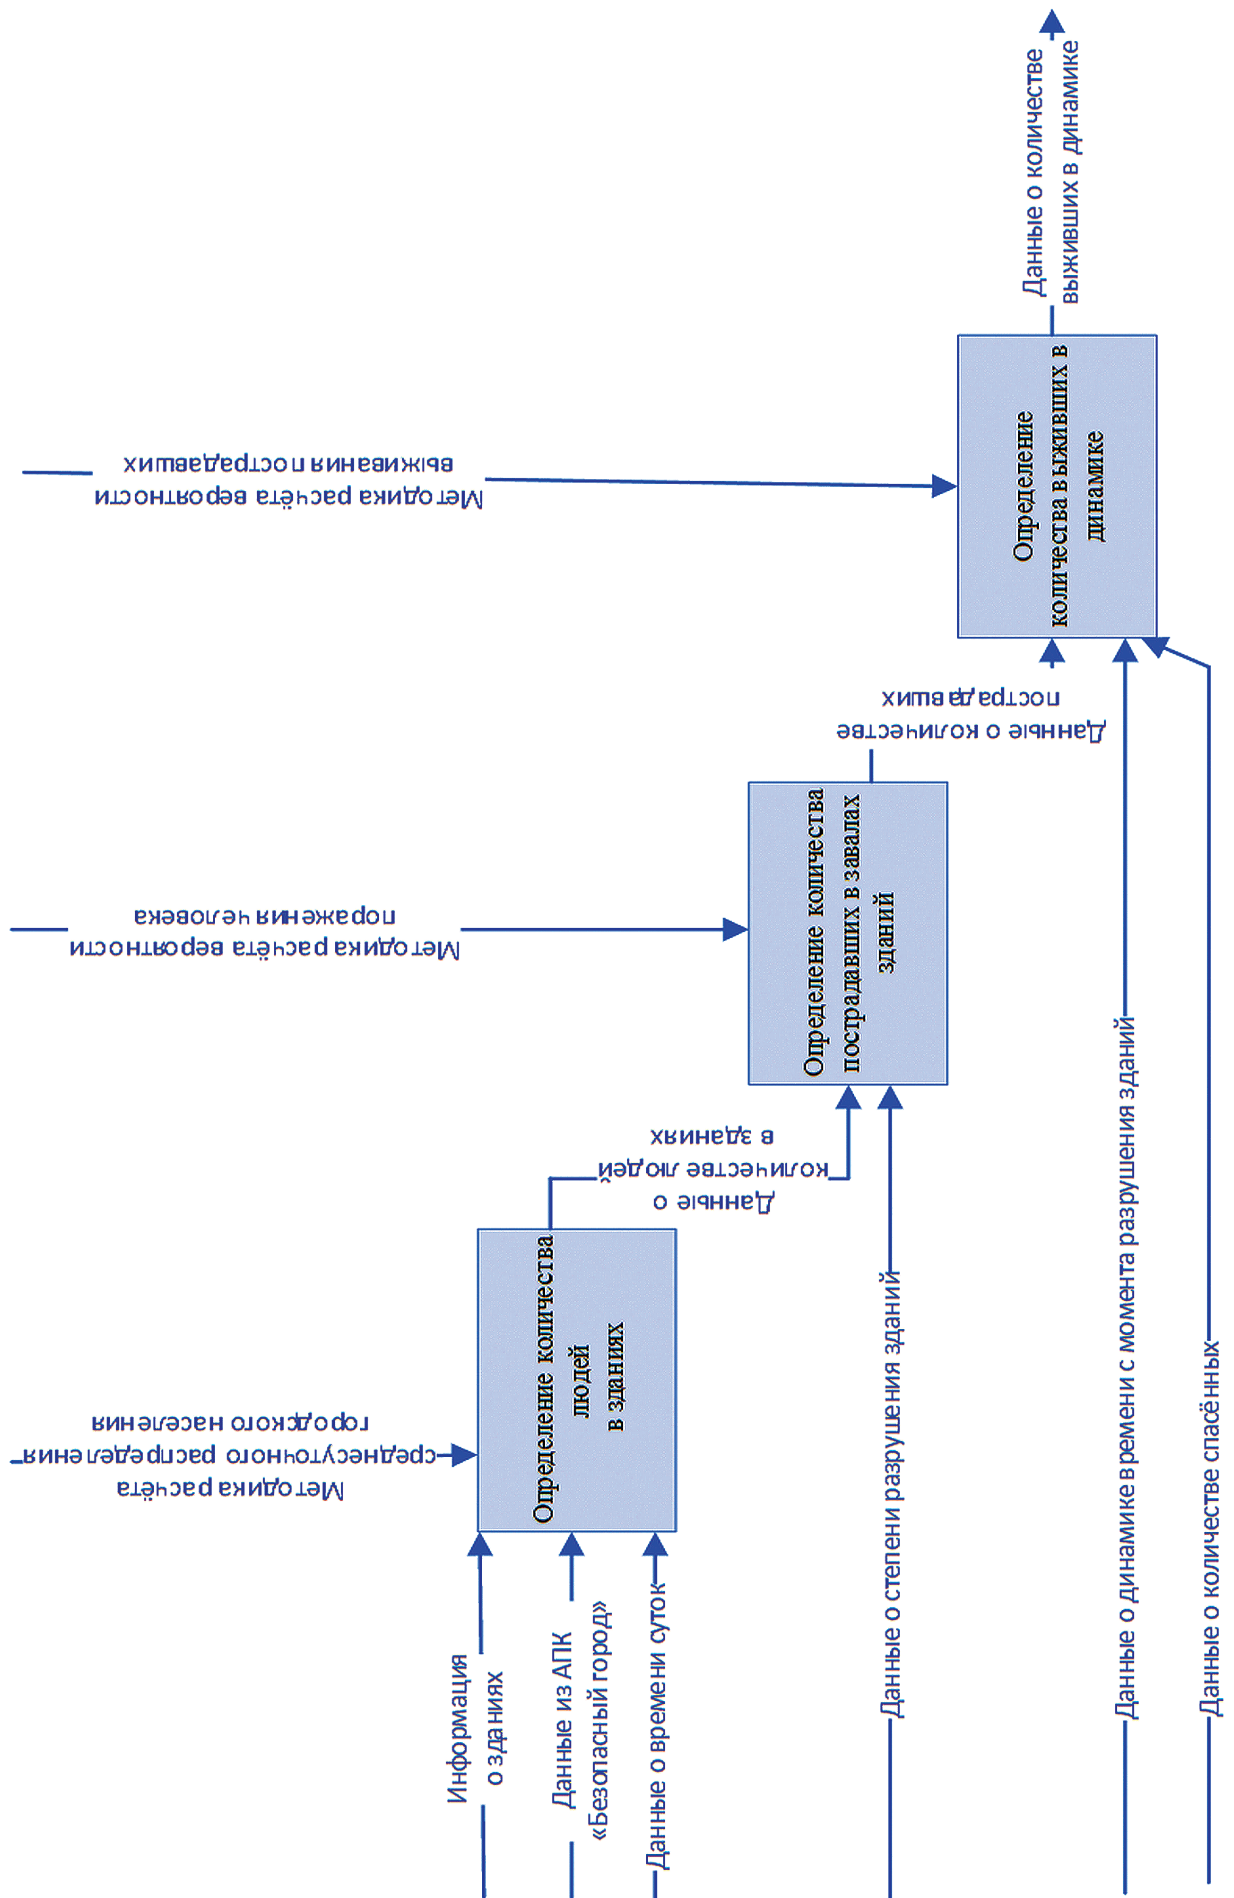 Методика расчёта
среднесуточного распределения
городского населения
Информация
о зданиях
Данные из АПК
«Безопасный город»
Данные о времени суток
Определение количества
людей
в зданиях
Данные о
количестве людей
в зданиях
Методика расчёта вероятности
поражения человека
Данные о степени разрушения зданий
Определение количества
пострадавших в завалах
зданий
Данные о количестве
пострадавших
Методика расчёта вероятности
выживания пострадавших
Данные о динамике времени с момента разрушения зданий
Данные о количестве спасённых
Определение
количества выживших в
динамике
Данные о количестве
выживших в динамике